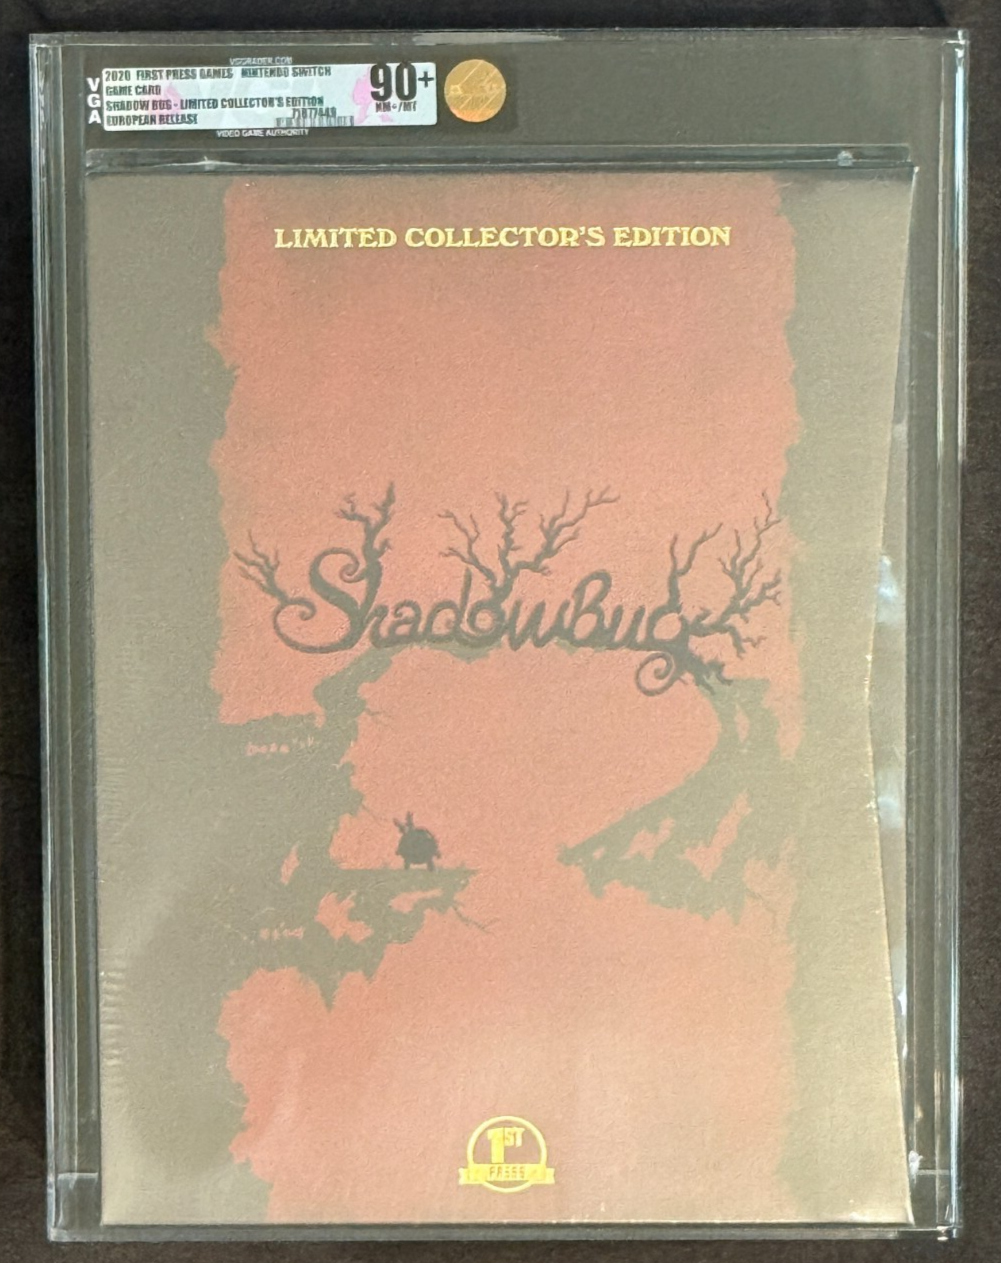 VGGRADER.COM
VGA
2020 FIRST PRESS GAMES NINTENDO SWITCH
GAME CARD
SHADOW BUG - LIMITED COLLECTOR'S EDITION
EUROPEAN RELEASE
90+
NM+/MT
VIDEO GAME AUTHORITY
LIMITED COLLECTOR'S EDITION
ShadowBug
1ST
PRESS